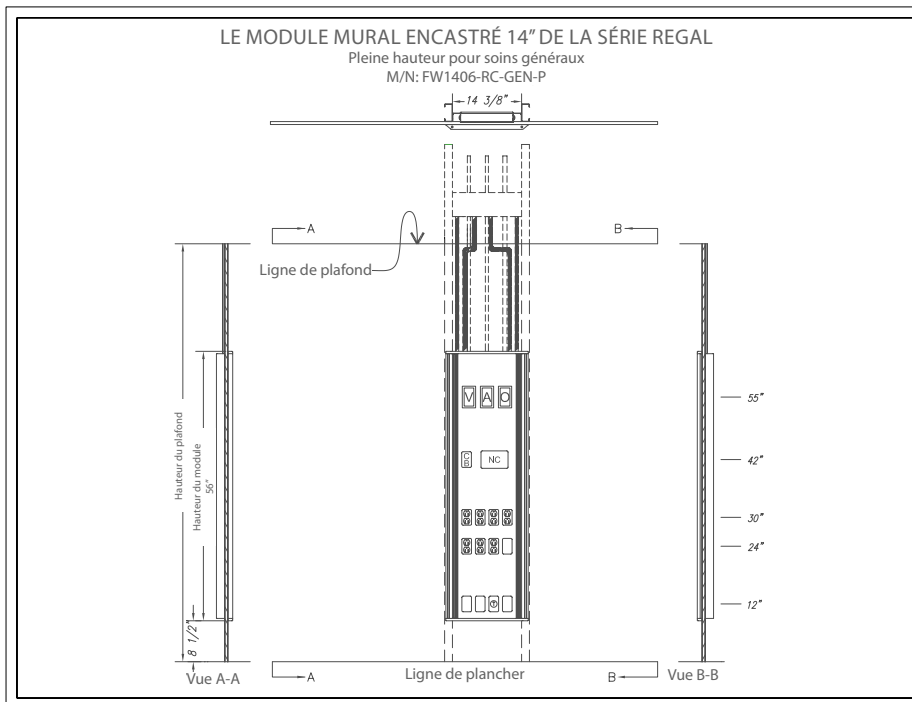 LE MODULE MURAL ENCASTRÉ 14” DE LA SÉRIE REGAL
Pleine hauteur pour soins généraux
M/N: FW1406-RC-GEN-P
14 3/8”
A
B
Ligne de plafond
Hauteur du plafond
Hauteur du module
56”
8 1/2”
V A O
CB
NC
T
55”
42”
30”
24”
12”
Vue A-A
A
Ligne de plancher
B
Vue B-B